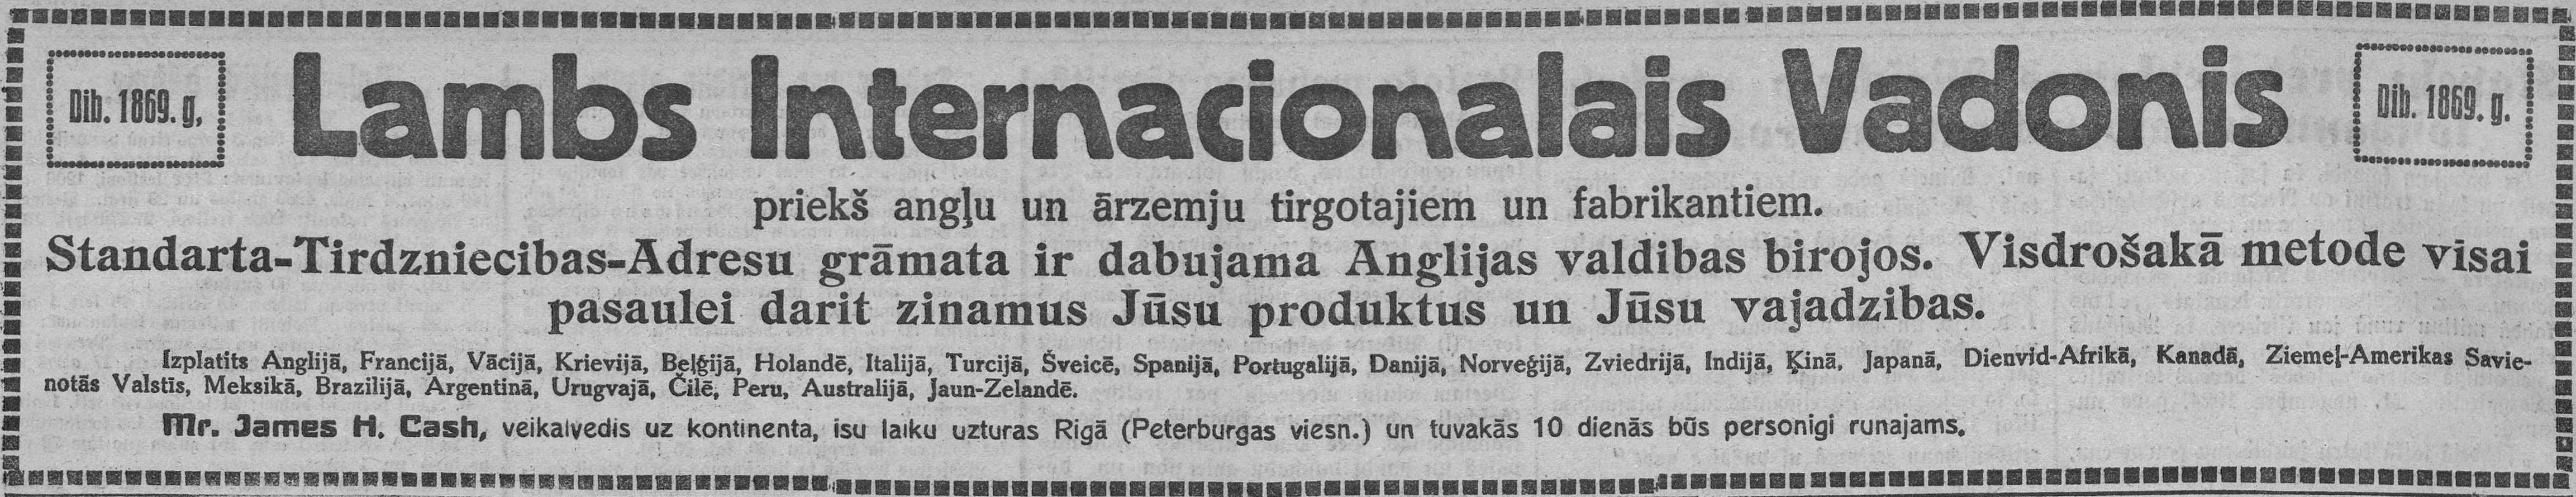 Dib. 1869. g,
Lambs Internacionalais Vadonis
Dib. 1869. g.
priekš angļu un ārzemju tirgotajiem un fabrikantiem.
Standarta-Tirdzniecibas-Adresu grāmata ir dabujama Anglijas valdibas birojos. Visdrošakā metode visai
pasaulei darit zinamus Jūsu produktus un Jūsu vajadzibas.
Izplatits Anglijā, Francijā, Vācijā, Krievijā, Beļģijā, Holandē, Italijā, Turcijā, Šveicē, Spanijā, Portugalijā, Danijā, Norveģijā, Zviedrijā, Indijā, Ķinā, Japanā, Dienvid-Afrikā, Kanadā, Ziemeļ-Amerikas Savie-
notās Valstīs, Meksikā, Brazilijā, Argentinā, Urugvajā, Čilē, Peru, Australijā, Jaun-Zelandē.
Mr. James H. Cash, veikalvedis uz kontinenta, isu laiku uzturas Rigā (Peterburgas viesn.) un tuvakās 10 dienās būs personigi runajams.